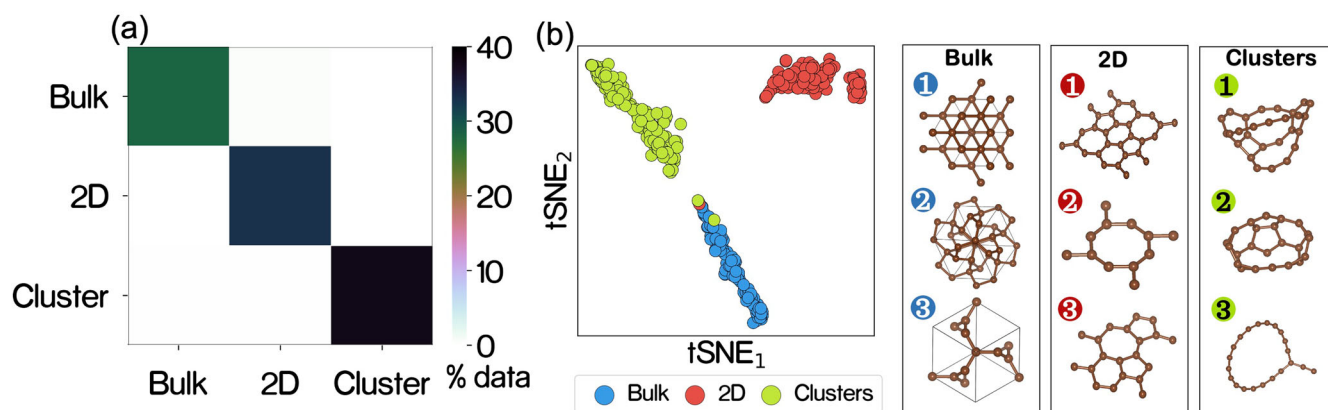 (a)
Bulk
2D
Cluster
Bulk 2D Cluster
40
30
20
10
0
% data
(b)
tSNE₂
tSNE₁
Bulk 2D Clusters
Bulk
1
2
3
2D
1
2
3
Clusters
1
2
3